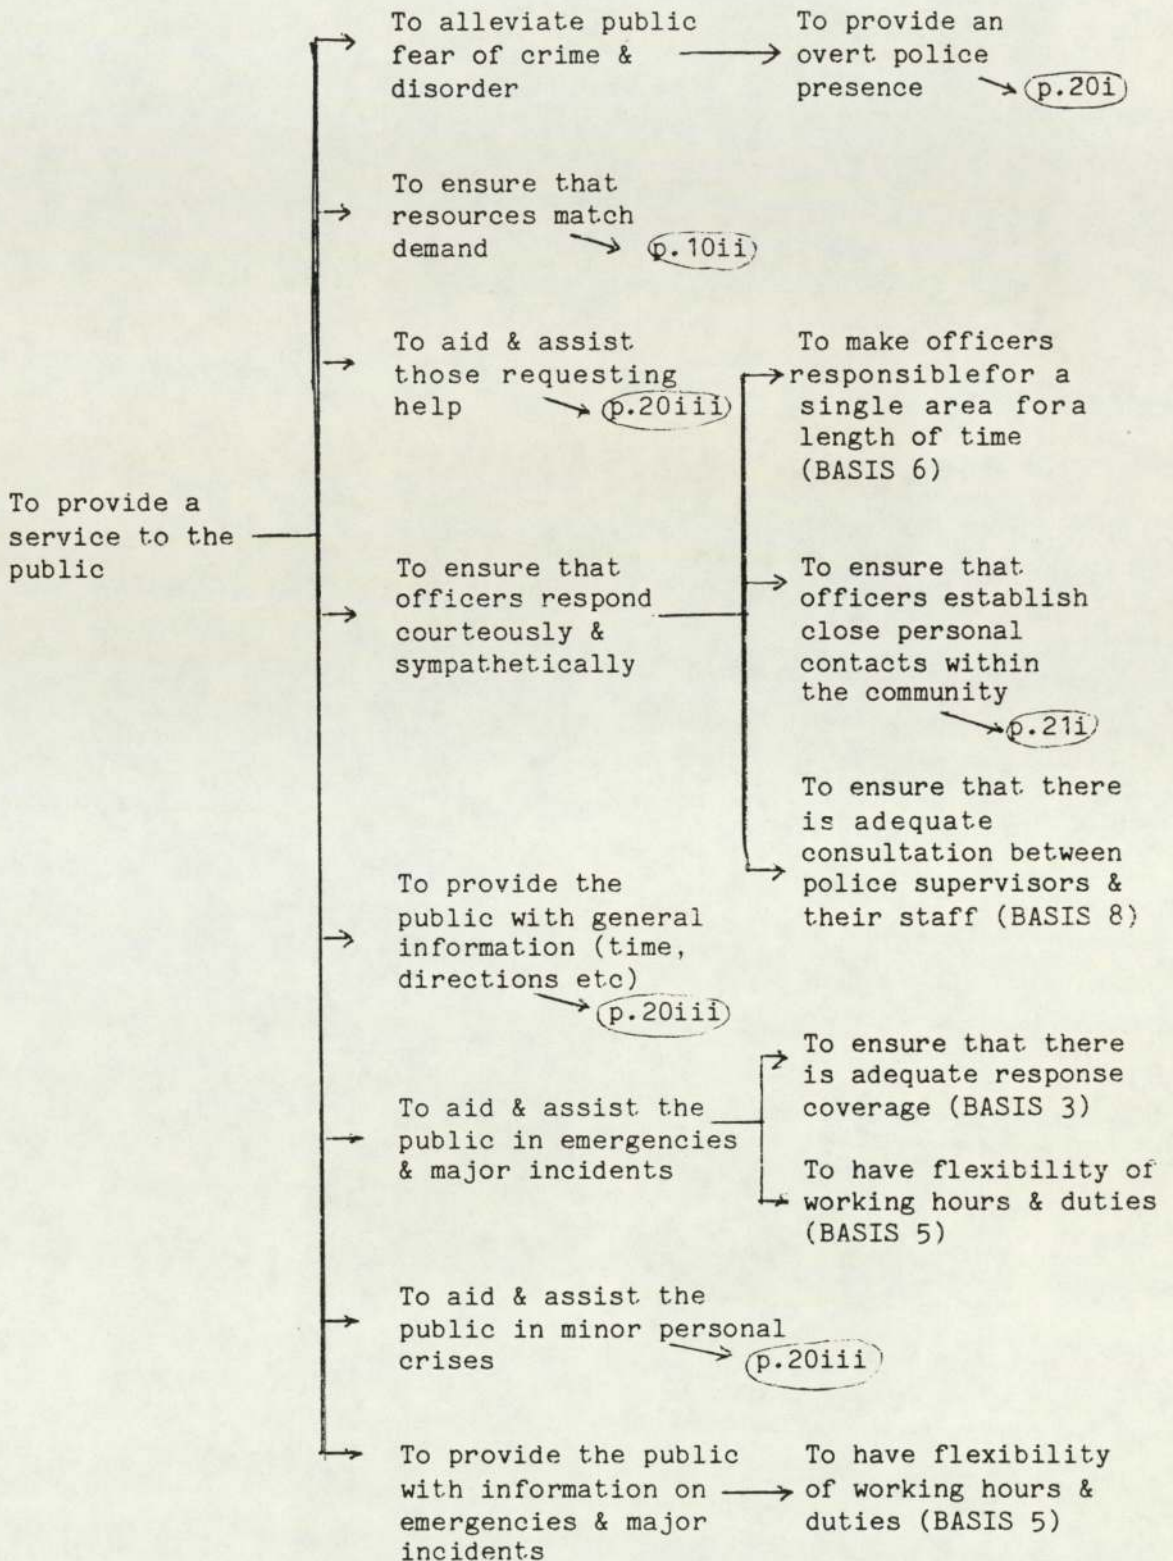 To alleviate public
fear of crime &
disorder
To provide an
overt police
presence
p.20i
To ensure that
resources match
demand
p.10ii
To aid & assist
those requesting
help
p.20iii
To make officers
responsiblefor a
single area fora
length of time
(BASIS 6)
To provide a
service to the
public
To ensure that
officers respond
courteously &
sympathetically
To ensure that
officers establish
close personal
contacts within
the community
p.21i
To ensure that there
is adequate
consultation between
police supervisors &
their staff (BASIS 8)
To provide the
public with general
information (time,
directions etc)
p.20iii
To aid & assist the
public in emergencies
& major incidents
To ensure that there
is adequate response
coverage (BASIS 3)
To have flexibility of
working hours & duties
(BASIS 5)
To aid & assist the
public in minor personal
crises
p.20iii
To provide the public
with information on
emergencies & major
incidents
To have flexibility
of working hours &
duties (BASIS 5)